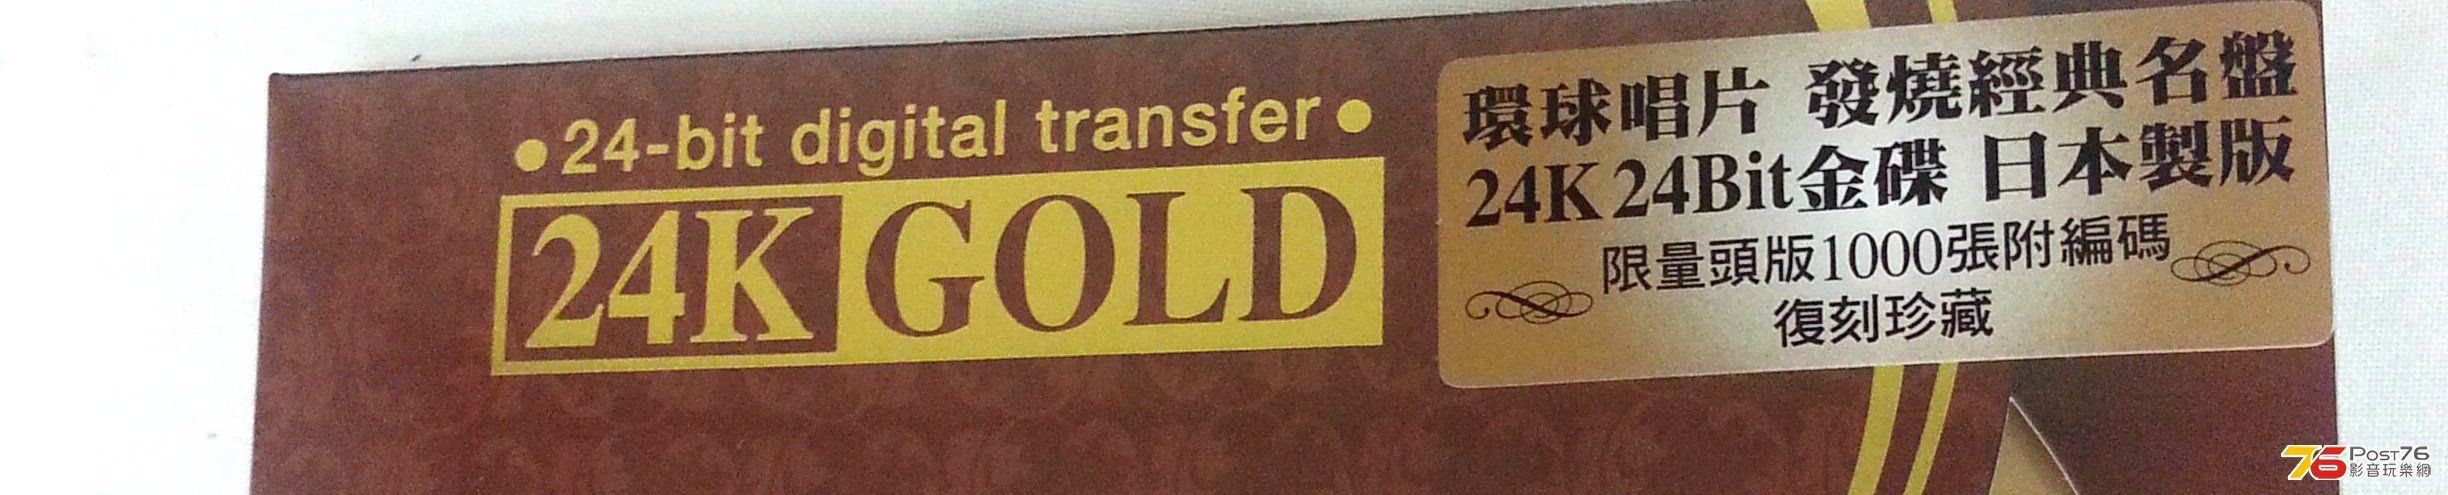 •24-bit digital transfer•
24K GOLD
環球唱片 發燒經典名盤
24K 24Bit金碟 日本製版
限量頭版1000張附編碼
復刻珍藏
76 POST76
影音玩樂網